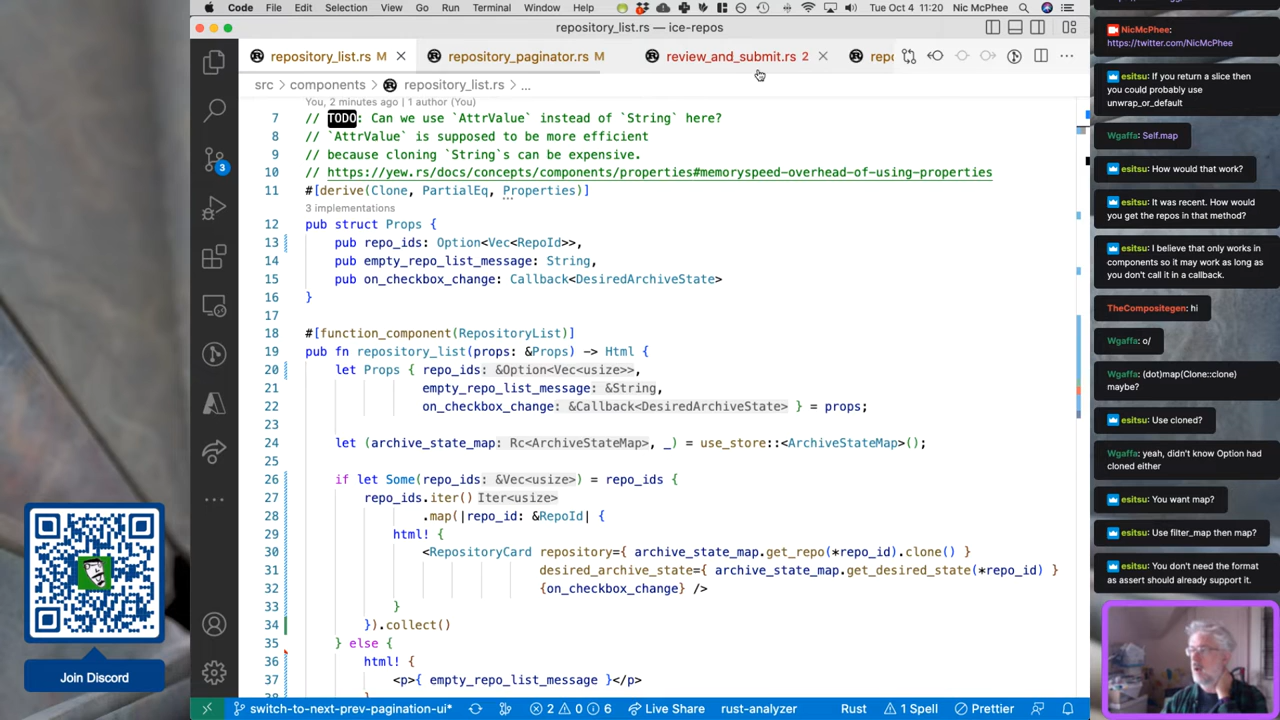 Code File Edit Selection View Go Run Terminal Window Help Tue Oct 4 11:20 Nic McPhee
repository_list.rs — ice-repos
repository_list.rs M
repository_paginator.rs M
review_and_submit.rs 2
repo
src > components > repository_list.rs > ...
You, 2 minutes ago | 1 author (You)
7 // TODO: Can we use `AttrValue` instead of `String` here?
8 // `AttrValue` is supposed to be more efficient
9 // because cloning `String`s can be expensive.
10 // https://yew.rs/docs/concepts/components/properties#memoryspeed-overhead-of-using-properties
11 #[derive(Clone, PartialEq, Properties)]
3 implementations
12 pub struct Props {
13 pub repo_ids: Option<Vec<RepoId>>,
14 pub empty_repo_list_message: String,
15 pub on_checkbox_change: Callback<DesiredArchiveState>
16 }
17
18 #[function_component(RepositoryList)]
19 pub fn repository_list(props: &Props) -> Html {
20 let Props { repo_ids: &Option<Vec<usize>>,
21 empty_repo_list_message: &String,
22 on_checkbox_change: &Callback<DesiredArchiveState> } = props;
23
24 let (archive_state_map: Rc<ArchiveStateMap>, _) = use_store::<ArchiveStateMap>();
25
26 if let Some(repo_ids: &Vec<usize>) = repo_ids {
27 repo_ids.iter() Iter<usize>
28 .map(|repo_id: &RepoId| {
29 html! {
30 <RepositoryCard repository={ archive_state_map.get_repo(*repo_id).clone() }
31 desired_archive_state={ archive_state_map.get_desired_state(*repo_id) }
32 {on_checkbox_change} />
33 }
34 }).collect()
35 } else {
36 html! {
37 <p>{ empty_repo_list_message }</p>
3
Join Discord
switch-to-next-prev-pagination-ui* 2 0 6 Live Share rust-analyzer Rust 1 Spell Prettier
NicMcPhee:
https://twitter.com/NicMcPhee
esitsu: If you return a slice then
you could probably use
unwrap_or_default
Wgaffa: Self.map
esitsu: How would that work?
esitsu: It was recent. How would
you get the repos in that method?
esitsu: I believe that only works in
components so it may work as long as
you don't call it in a callback.
TheCompositegen: hi
Wgaffa: o/
Wgaffa: (dot)map(Clone::clone)
maybe?
esitsu: Use cloned?
Wgaffa: yeah, didn't know Option had
cloned either
esitsu: You want map?
esitsu: Use filter_map then map?
esitsu: You don't need the format
as assert should already support it.